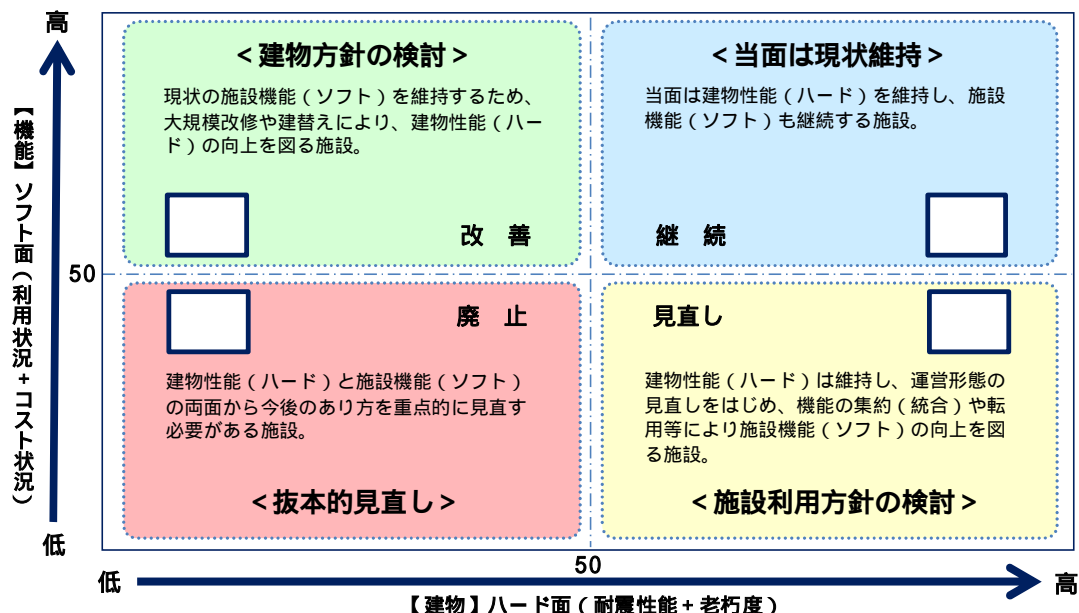 高
【機能】ソフト面（利用状況＋コスト状況）
低
50
＜建物方針の検討＞
現状の施設機能（ソフト）を維持するため、
大規模改修や建替えにより、建物性能（ハー
ド）の向上を図る施設。
改 善
＜当面は現状維持＞
当面は建物性能（ハード）を維持し、施設
機能（ソフト）も継続する施設。
継 続
廃 止
建物性能（ハード）と施設機能（ソフト）
の両面から今後のあり方を重点的に見直す
必要がある施設。
＜抜本的見直し＞
見直し
建物性能（ハード）は維持し、運営形態の
見直しをはじめ、機能の集約（統合）や転
用等により施設機能（ソフト）の向上を図
る施設。
＜施設利用方針の検討＞
50
低
高
【建物】ハード面（耐震性能＋老朽度）